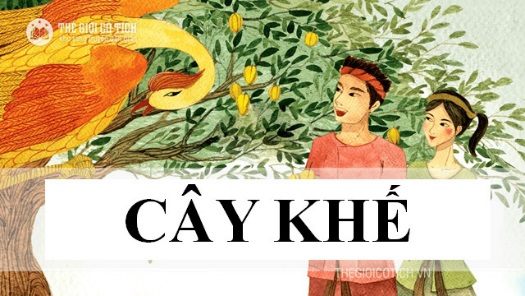 THẾ GIỚI CỔ TÍCH
CÂY KHẾ
THEGIOICOTICH.VN